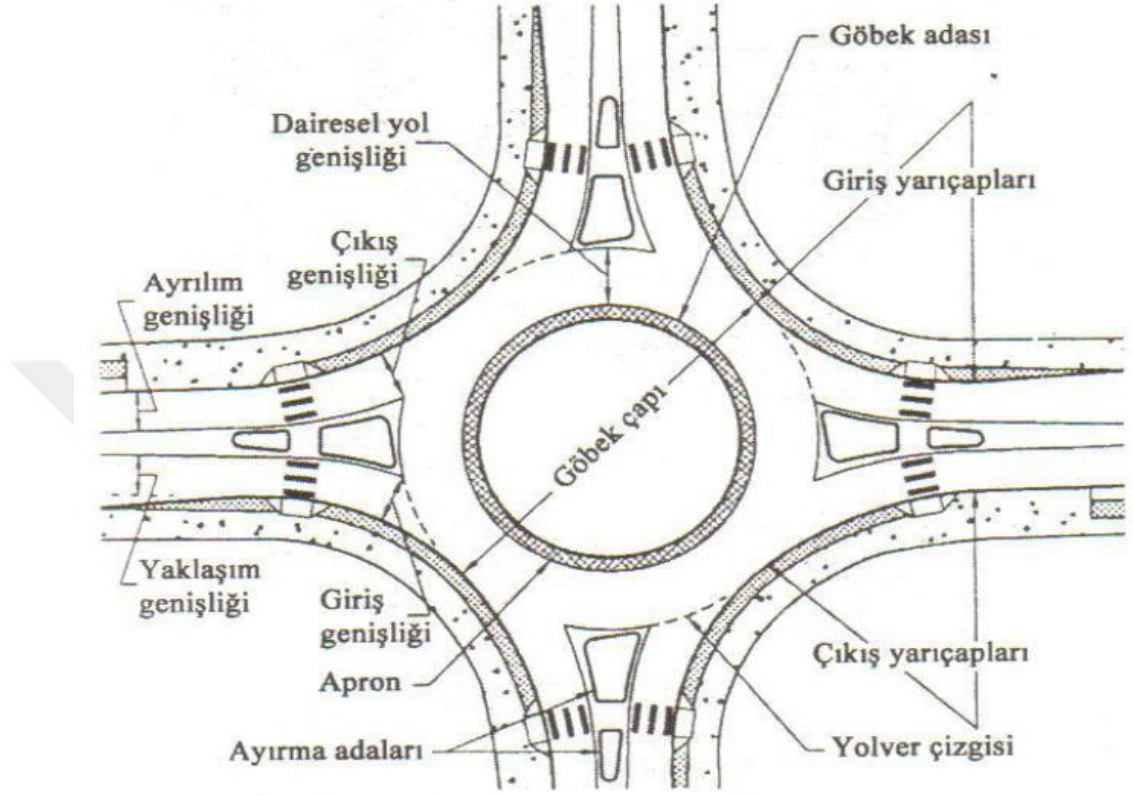 Göbek adası
Dairesel yol
genişliği
Giriş yarıçapları
Çıkış
genişliği
Ayrılım
genişliği
Göbek çapı
Yaklaşım
genişliği
Giriş
genişliği
Apron
Çıkış yarıçapları
Ayırma adaları
Yolver çizgisi